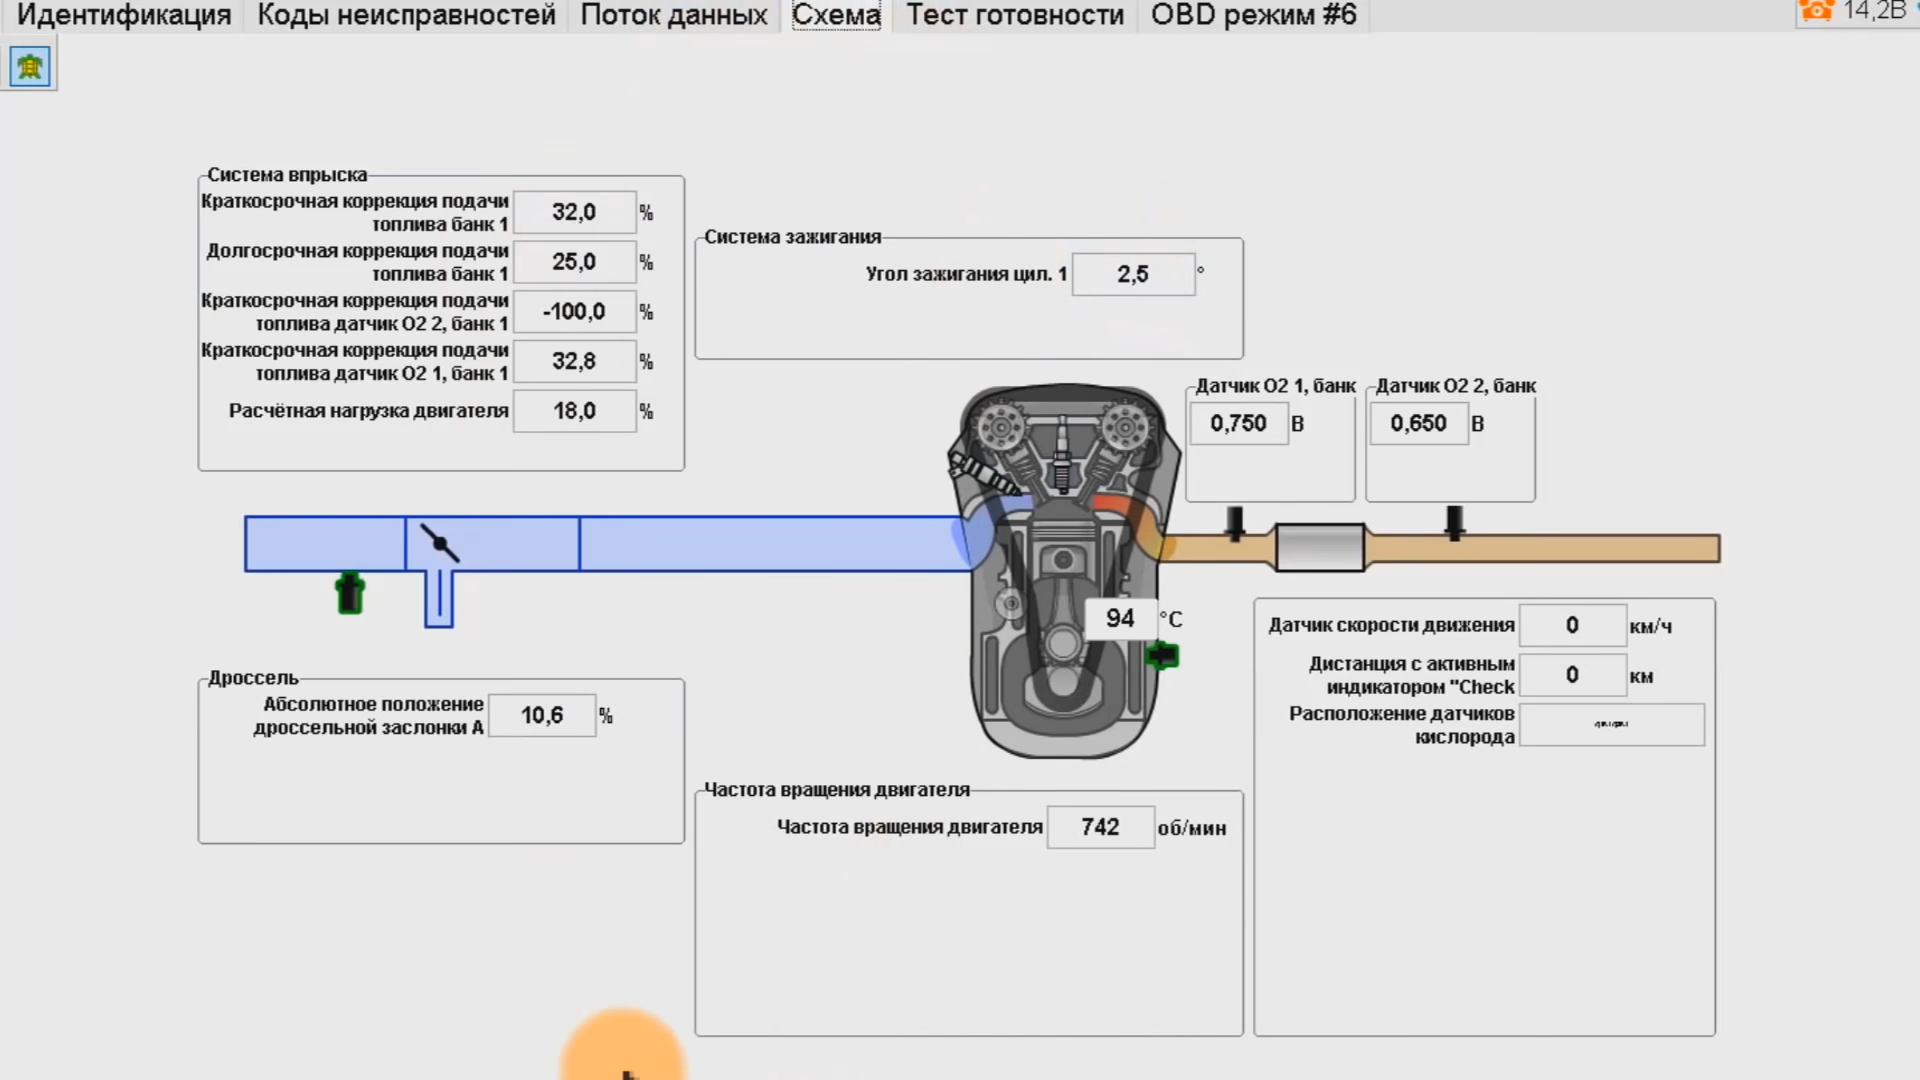 Идентификация Коды неисправностей Поток данных Схема Тест готовности OBD режим #6 14,2В
Система впрыска
Краткосрочная коррекция подачи
топлива банк 1 32,0 %
Долгосрочная коррекция подачи
топлива банк 1 25,0 %
Краткосрочная коррекция подачи
топлива датчик О2 2, банк 1 -100,0 %
Краткосрочная коррекция подачи
топлива датчик О2 1, банк 1 32,8 %
Расчётная нагрузка двигателя 18,0 %
Система зажигания
Угол зажигания цил. 1 2,5 °
Датчик О2 1, банк
0,750 В
Датчик О2 2, банк
0,650 В
94 °C
Дроссель
Абсолютное положение
дроссельной заслонки А 10,6 %
Частота вращения двигателя
Частота вращения двигателя 742 об/мин
Датчик скорости движения 0 км/ч
Дистанция с активным
индикатором "Check 0 км
Расположение датчиков
кислорода